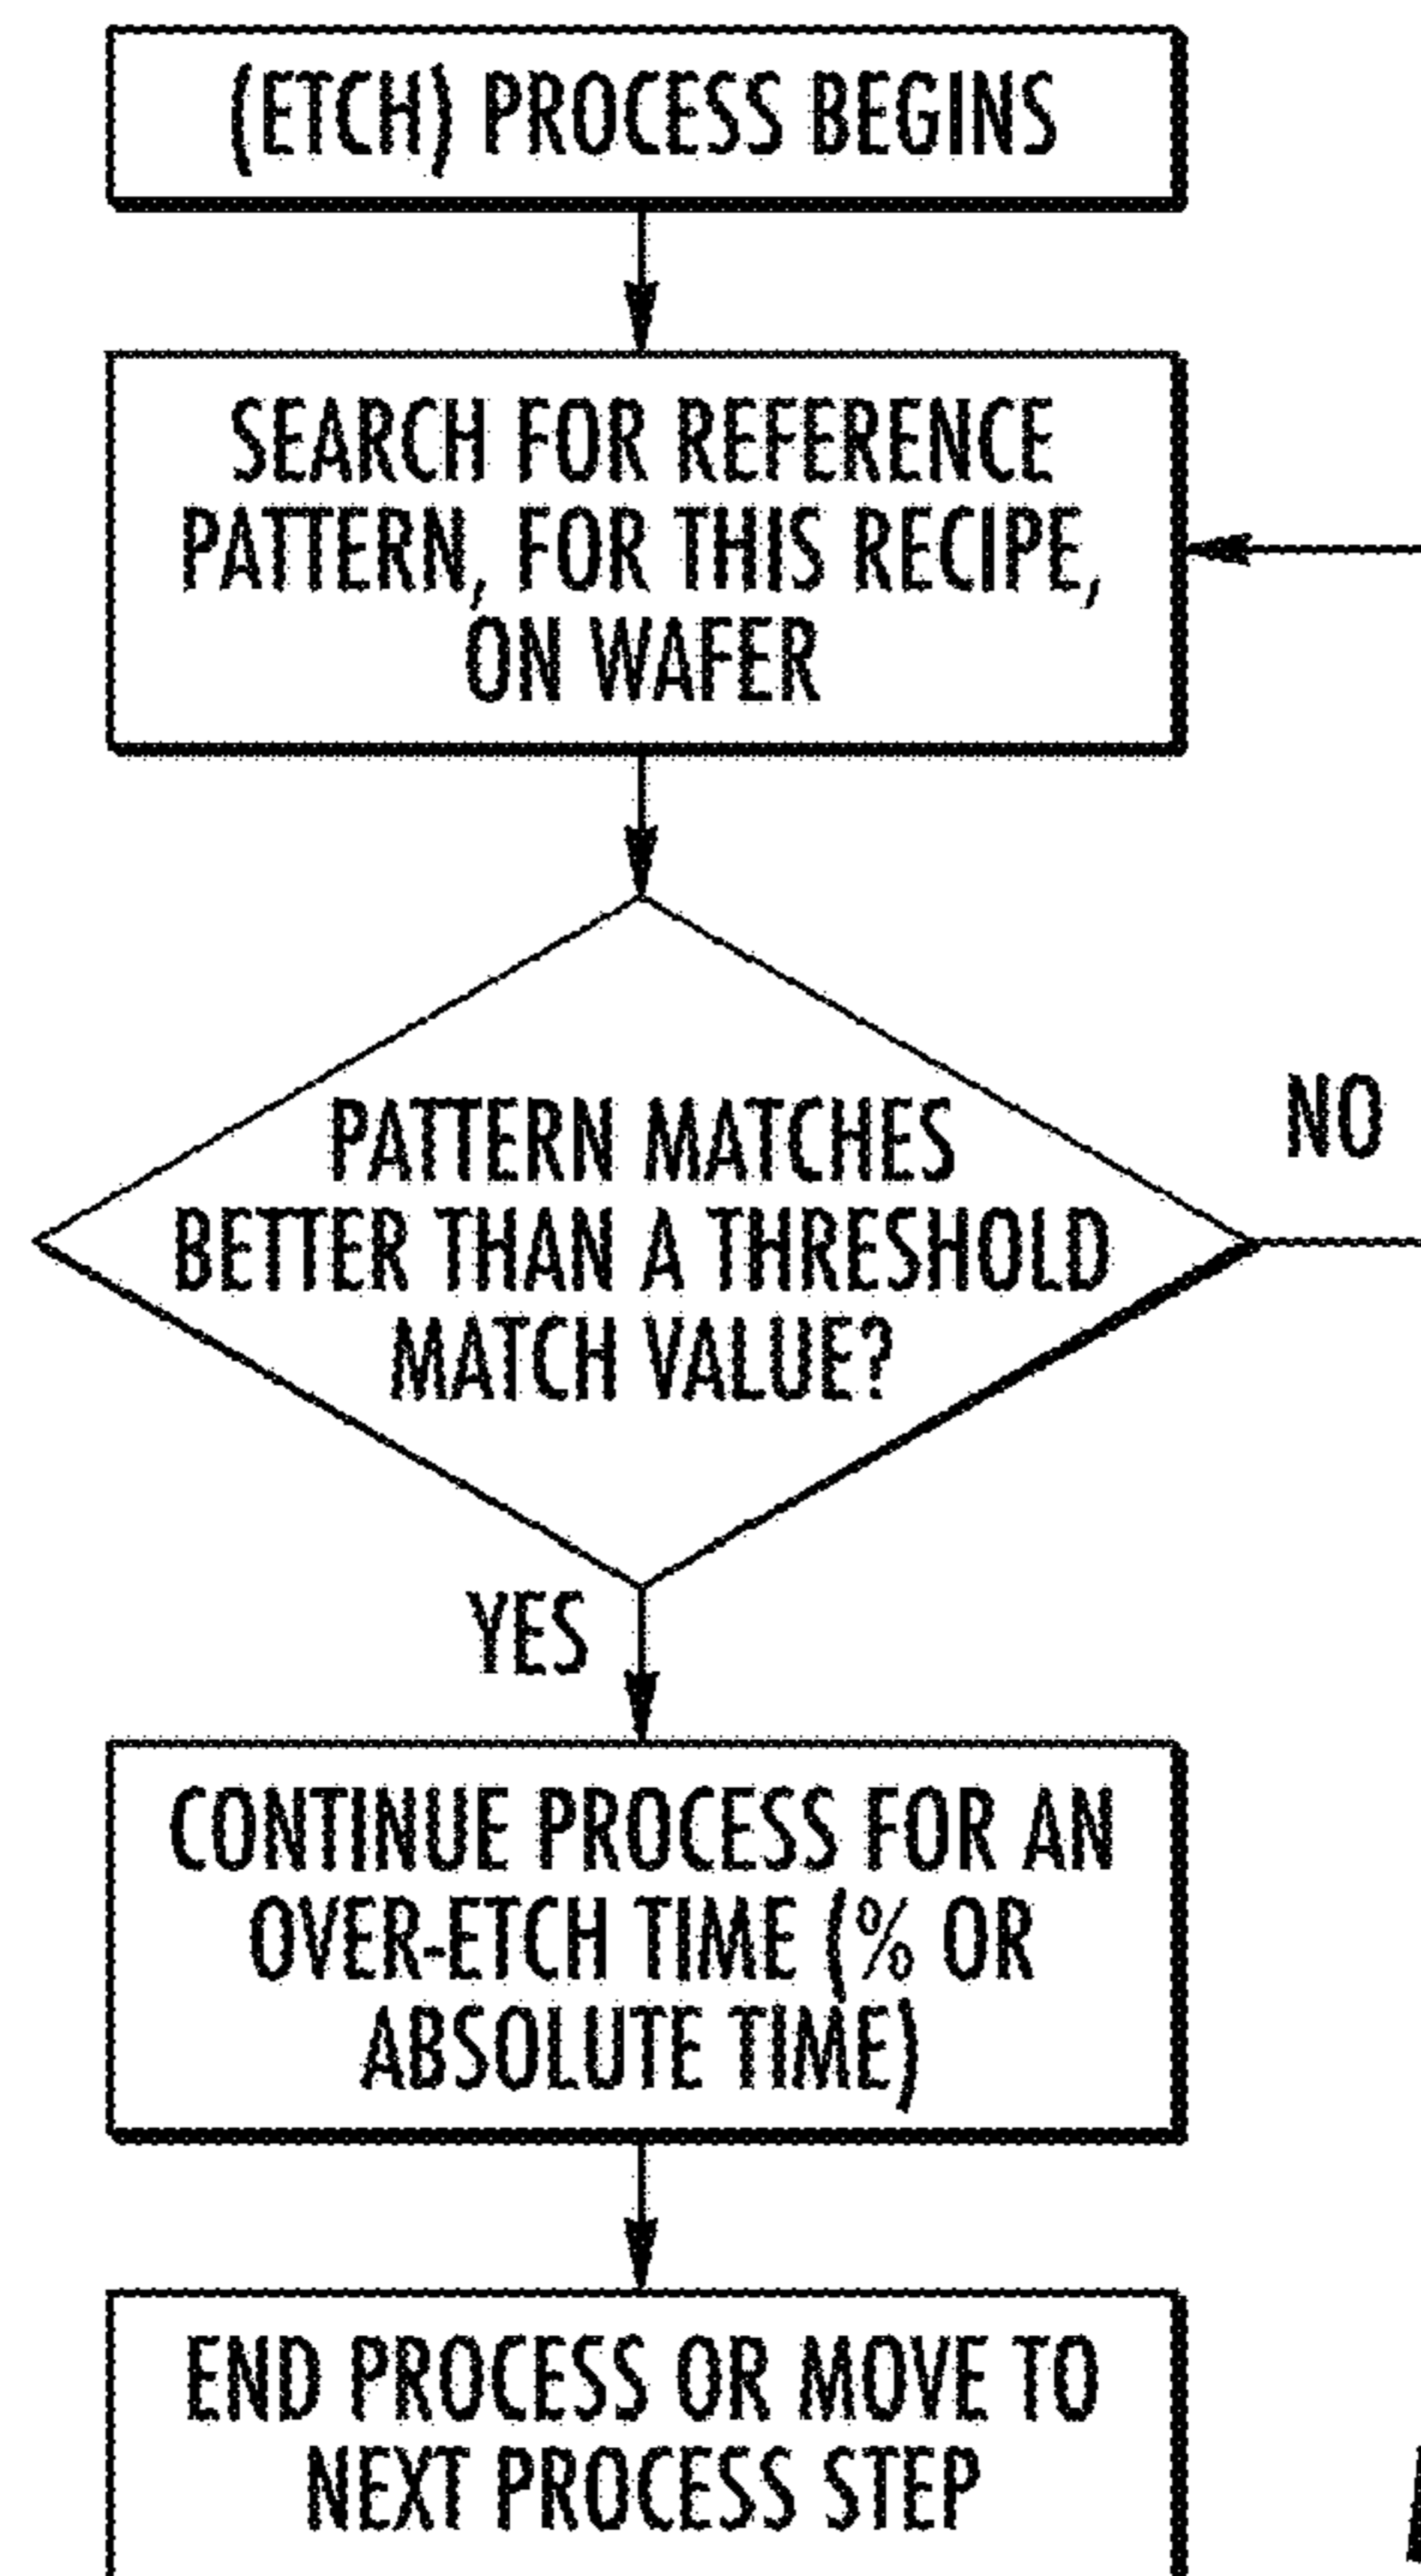 (ETCH) PROCESS BEGINS
SEARCH FOR REFERENCE
PATTERN, FOR THIS RECIPE,
ON WAFER
PATTERN MATCHES
BETTER THAN A THRESHOLD
MATCH VALUE?
NO
YES
CONTINUE PROCESS FOR AN
OVER-ETCH TIME (% OR
ABSOLUTE TIME)
END PROCESS OR MOVE TO
NEXT PROCESS STEP